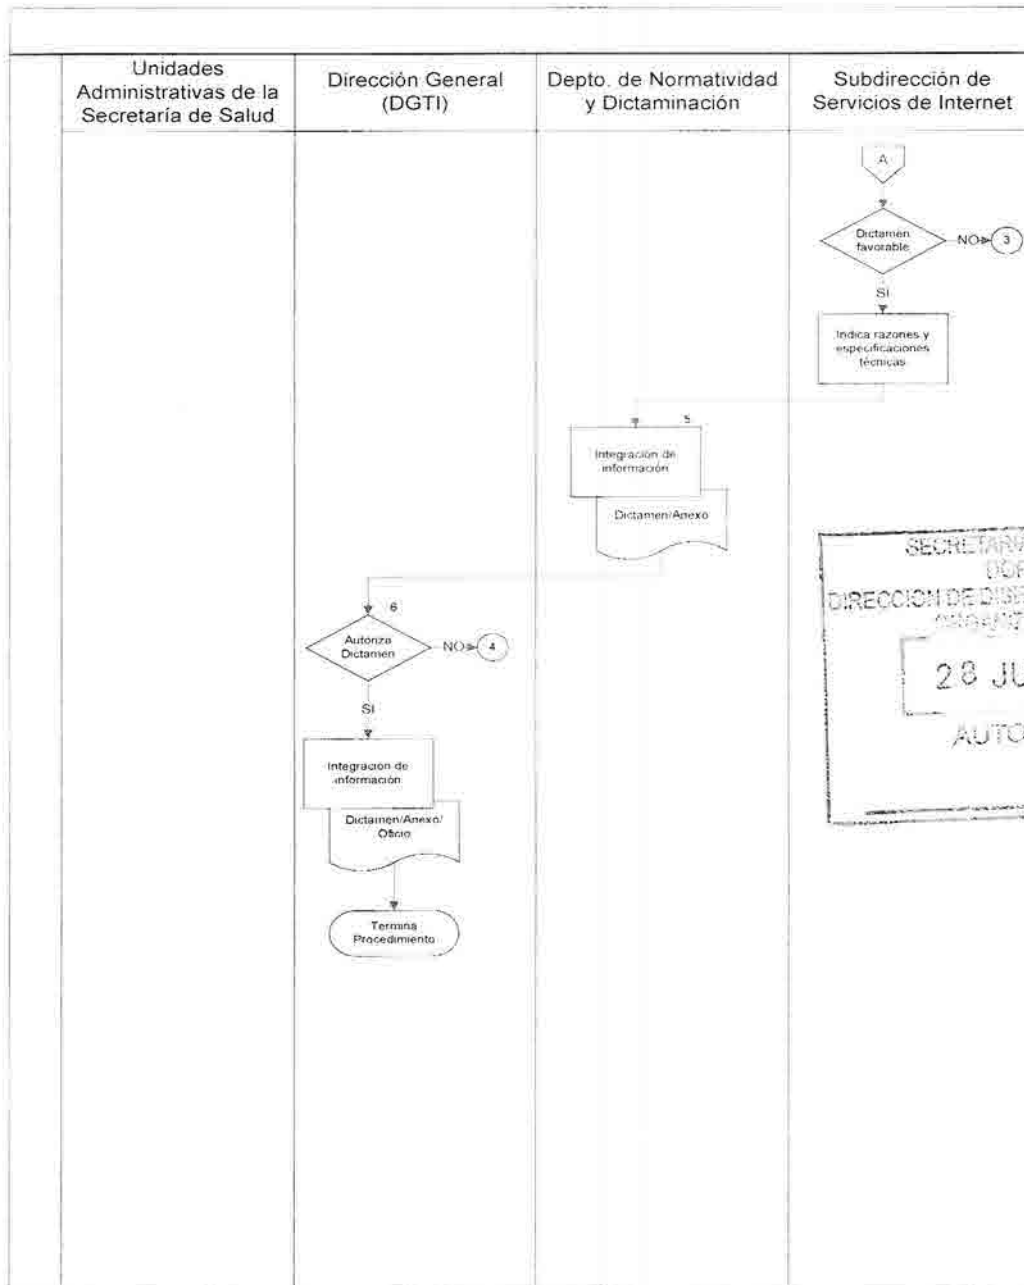 Unidades
Administrativas de la
Secretaría de Salud
Dirección General
(DGTI)
Depto. de Normatividad
y Dictaminación
Subdirección de
Servicios de Internet
A
Dictamen
favorable
NO
3
SI
Indica razones y
especificaciones
técnicas
5
Integración de
información
Dictamen/Anexo
6
Autoriza
Dictamen
NO
4
SI
Integración de
información
Dictamen/Anexo/
Oficio
Termina
Procedimiento
SECRETARI
DIRECCION DE
28 JU
AUTO